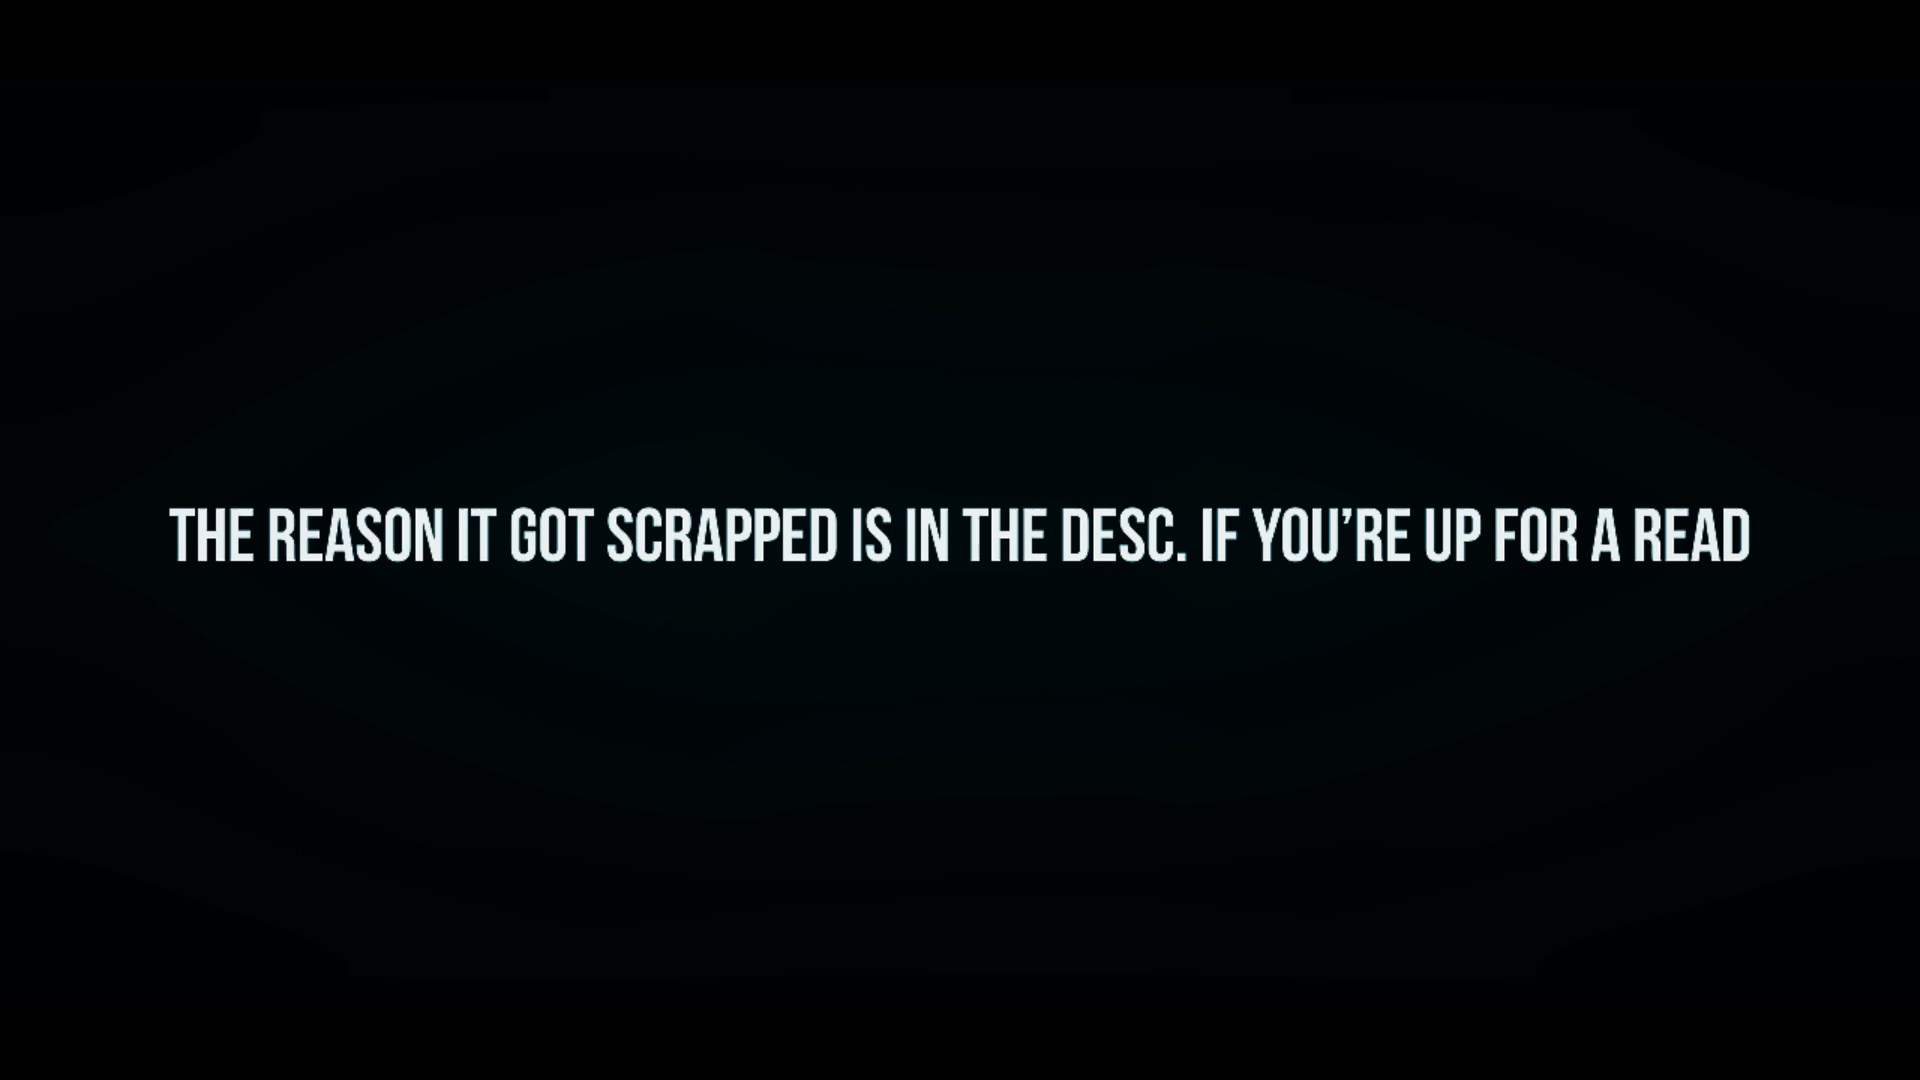 THE REASON IT GOT SCRAPPED IS IN THE DESC. IF YOU’RE UP FOR A READ